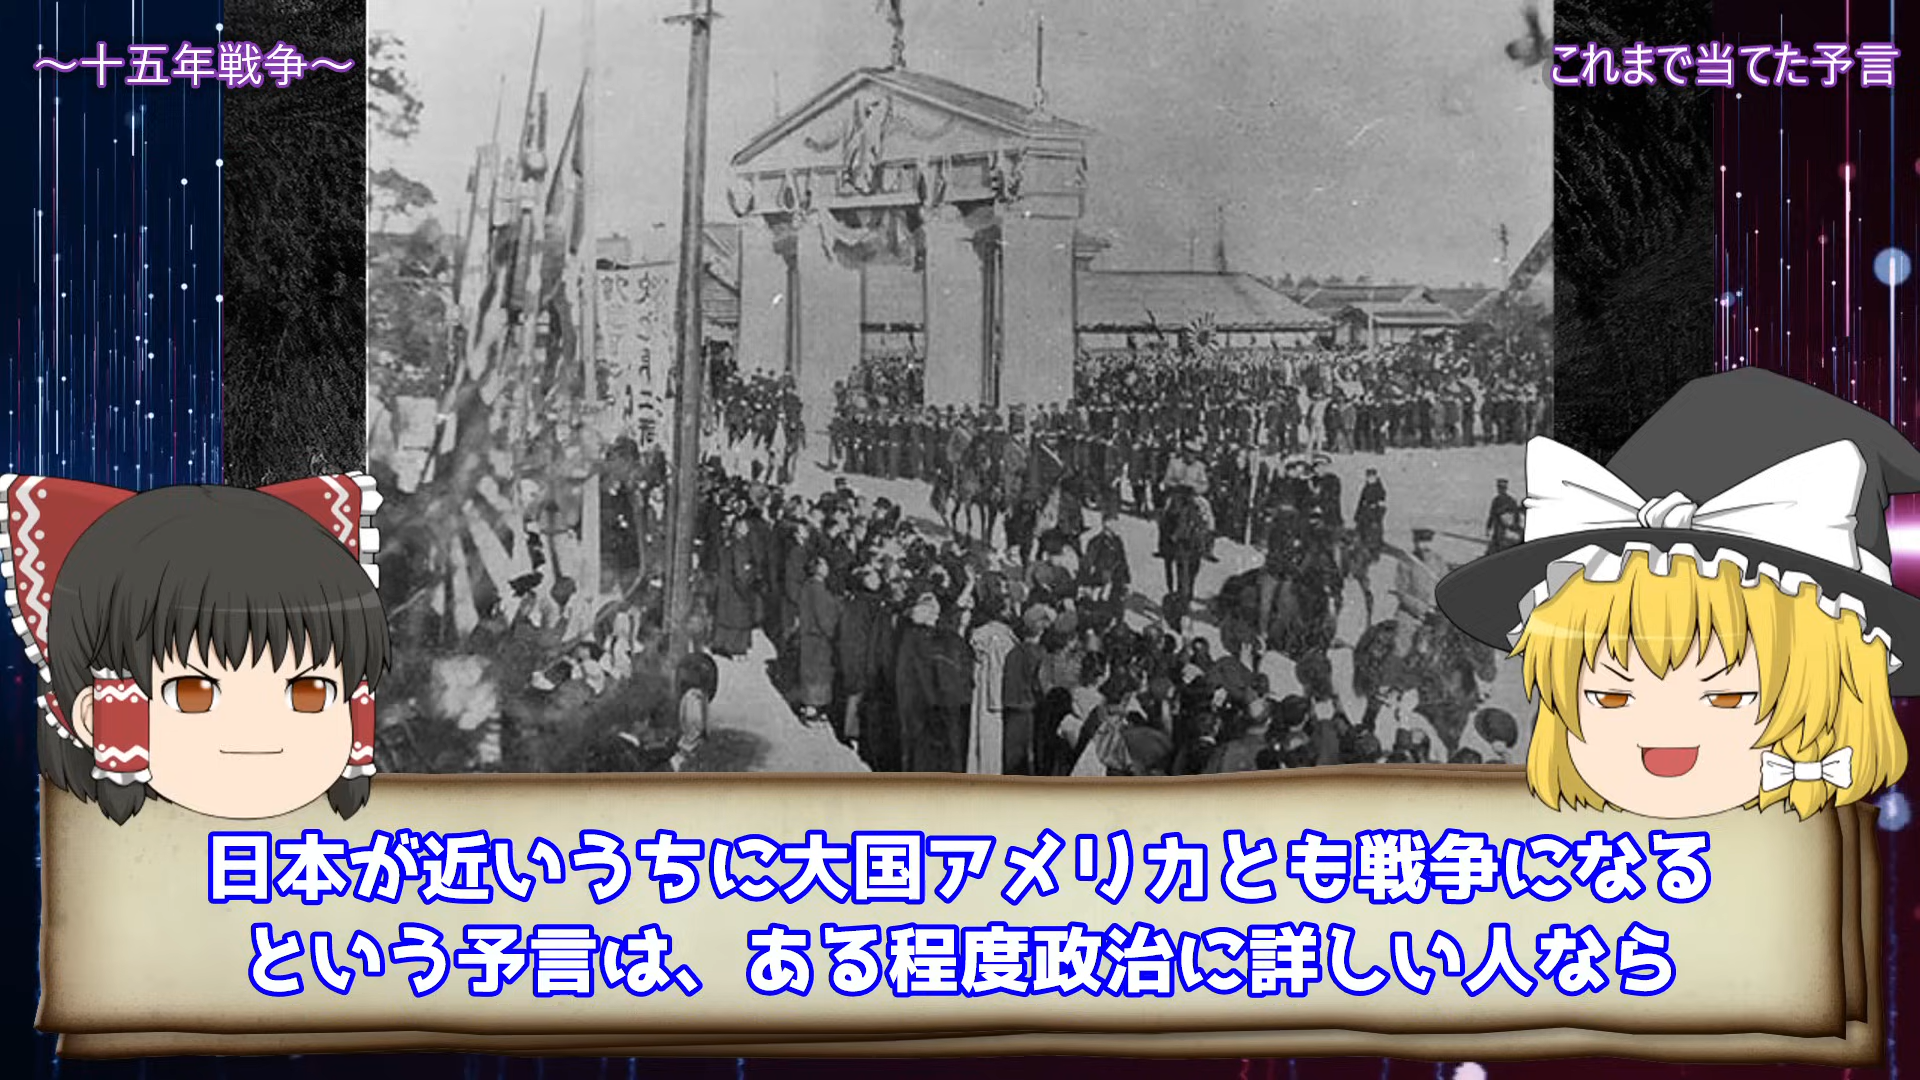 ～十五年戦争～
これまで当てた予言
日本が近いうちに大国アメリカとも戦争になる
という予言は、ある程度政治に詳しい人なら